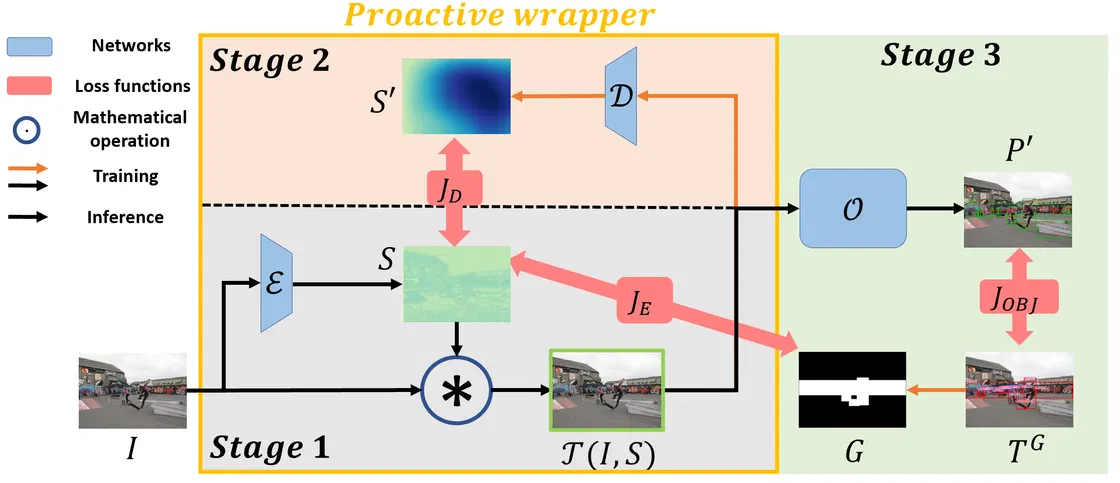 Proactive wrapper
Networks
Loss functions
Mathematical
operation
Training
Inference
Stage 2
S′
𝒟
J_D
S
ℰ
J_E
*
I
Stage 1
𝒯(I, S)
Stage 3
P′
𝒪
J_OBJ
G
T^G